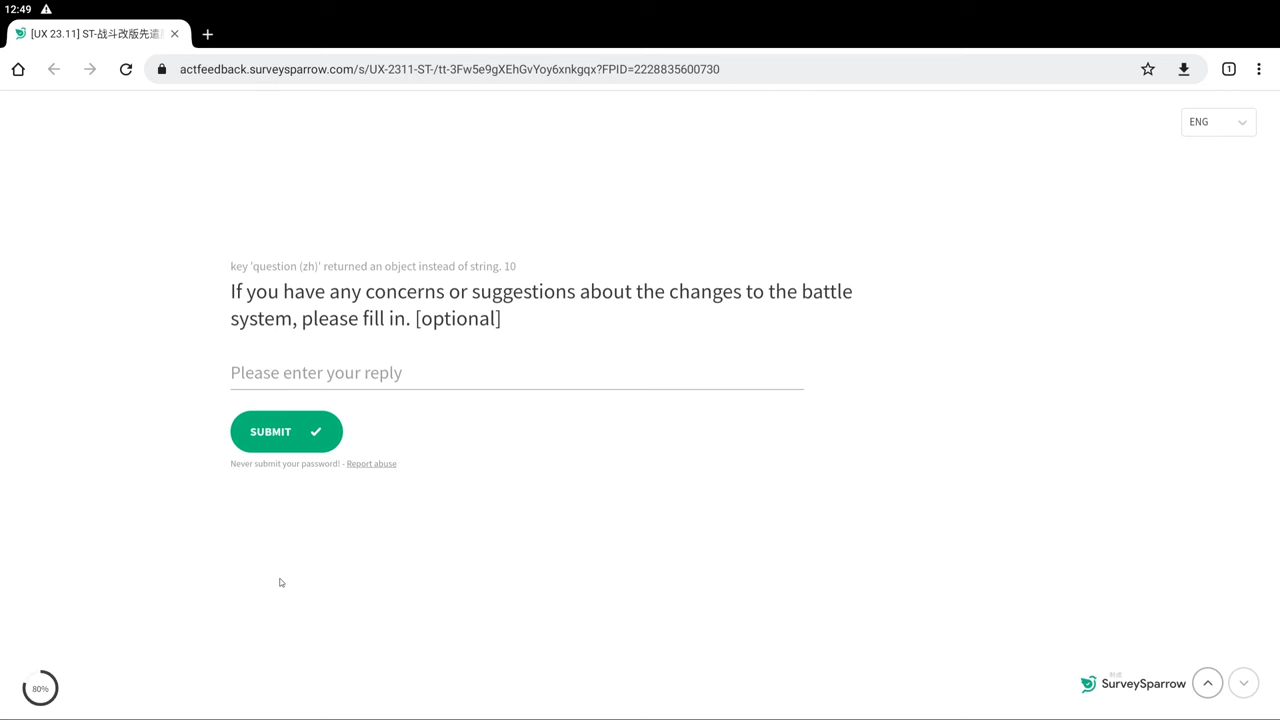 12:49
[UX 23.11] ST-战斗改版先遣
actfeedback.surveysparrow.com/s/UX-2311-ST-/tt-3Fw5e9gXEhGvYoy6xnkgqx?FPID=2228835600730
1
ENG
key 'question (zh)' returned an object instead of string. 10
If you have any concerns or suggestions about the changes to the battle
system, please fill in. [optional]
Please enter your reply
SUBMIT
Never submit your password! - Report abuse
80%
SurveySparrow